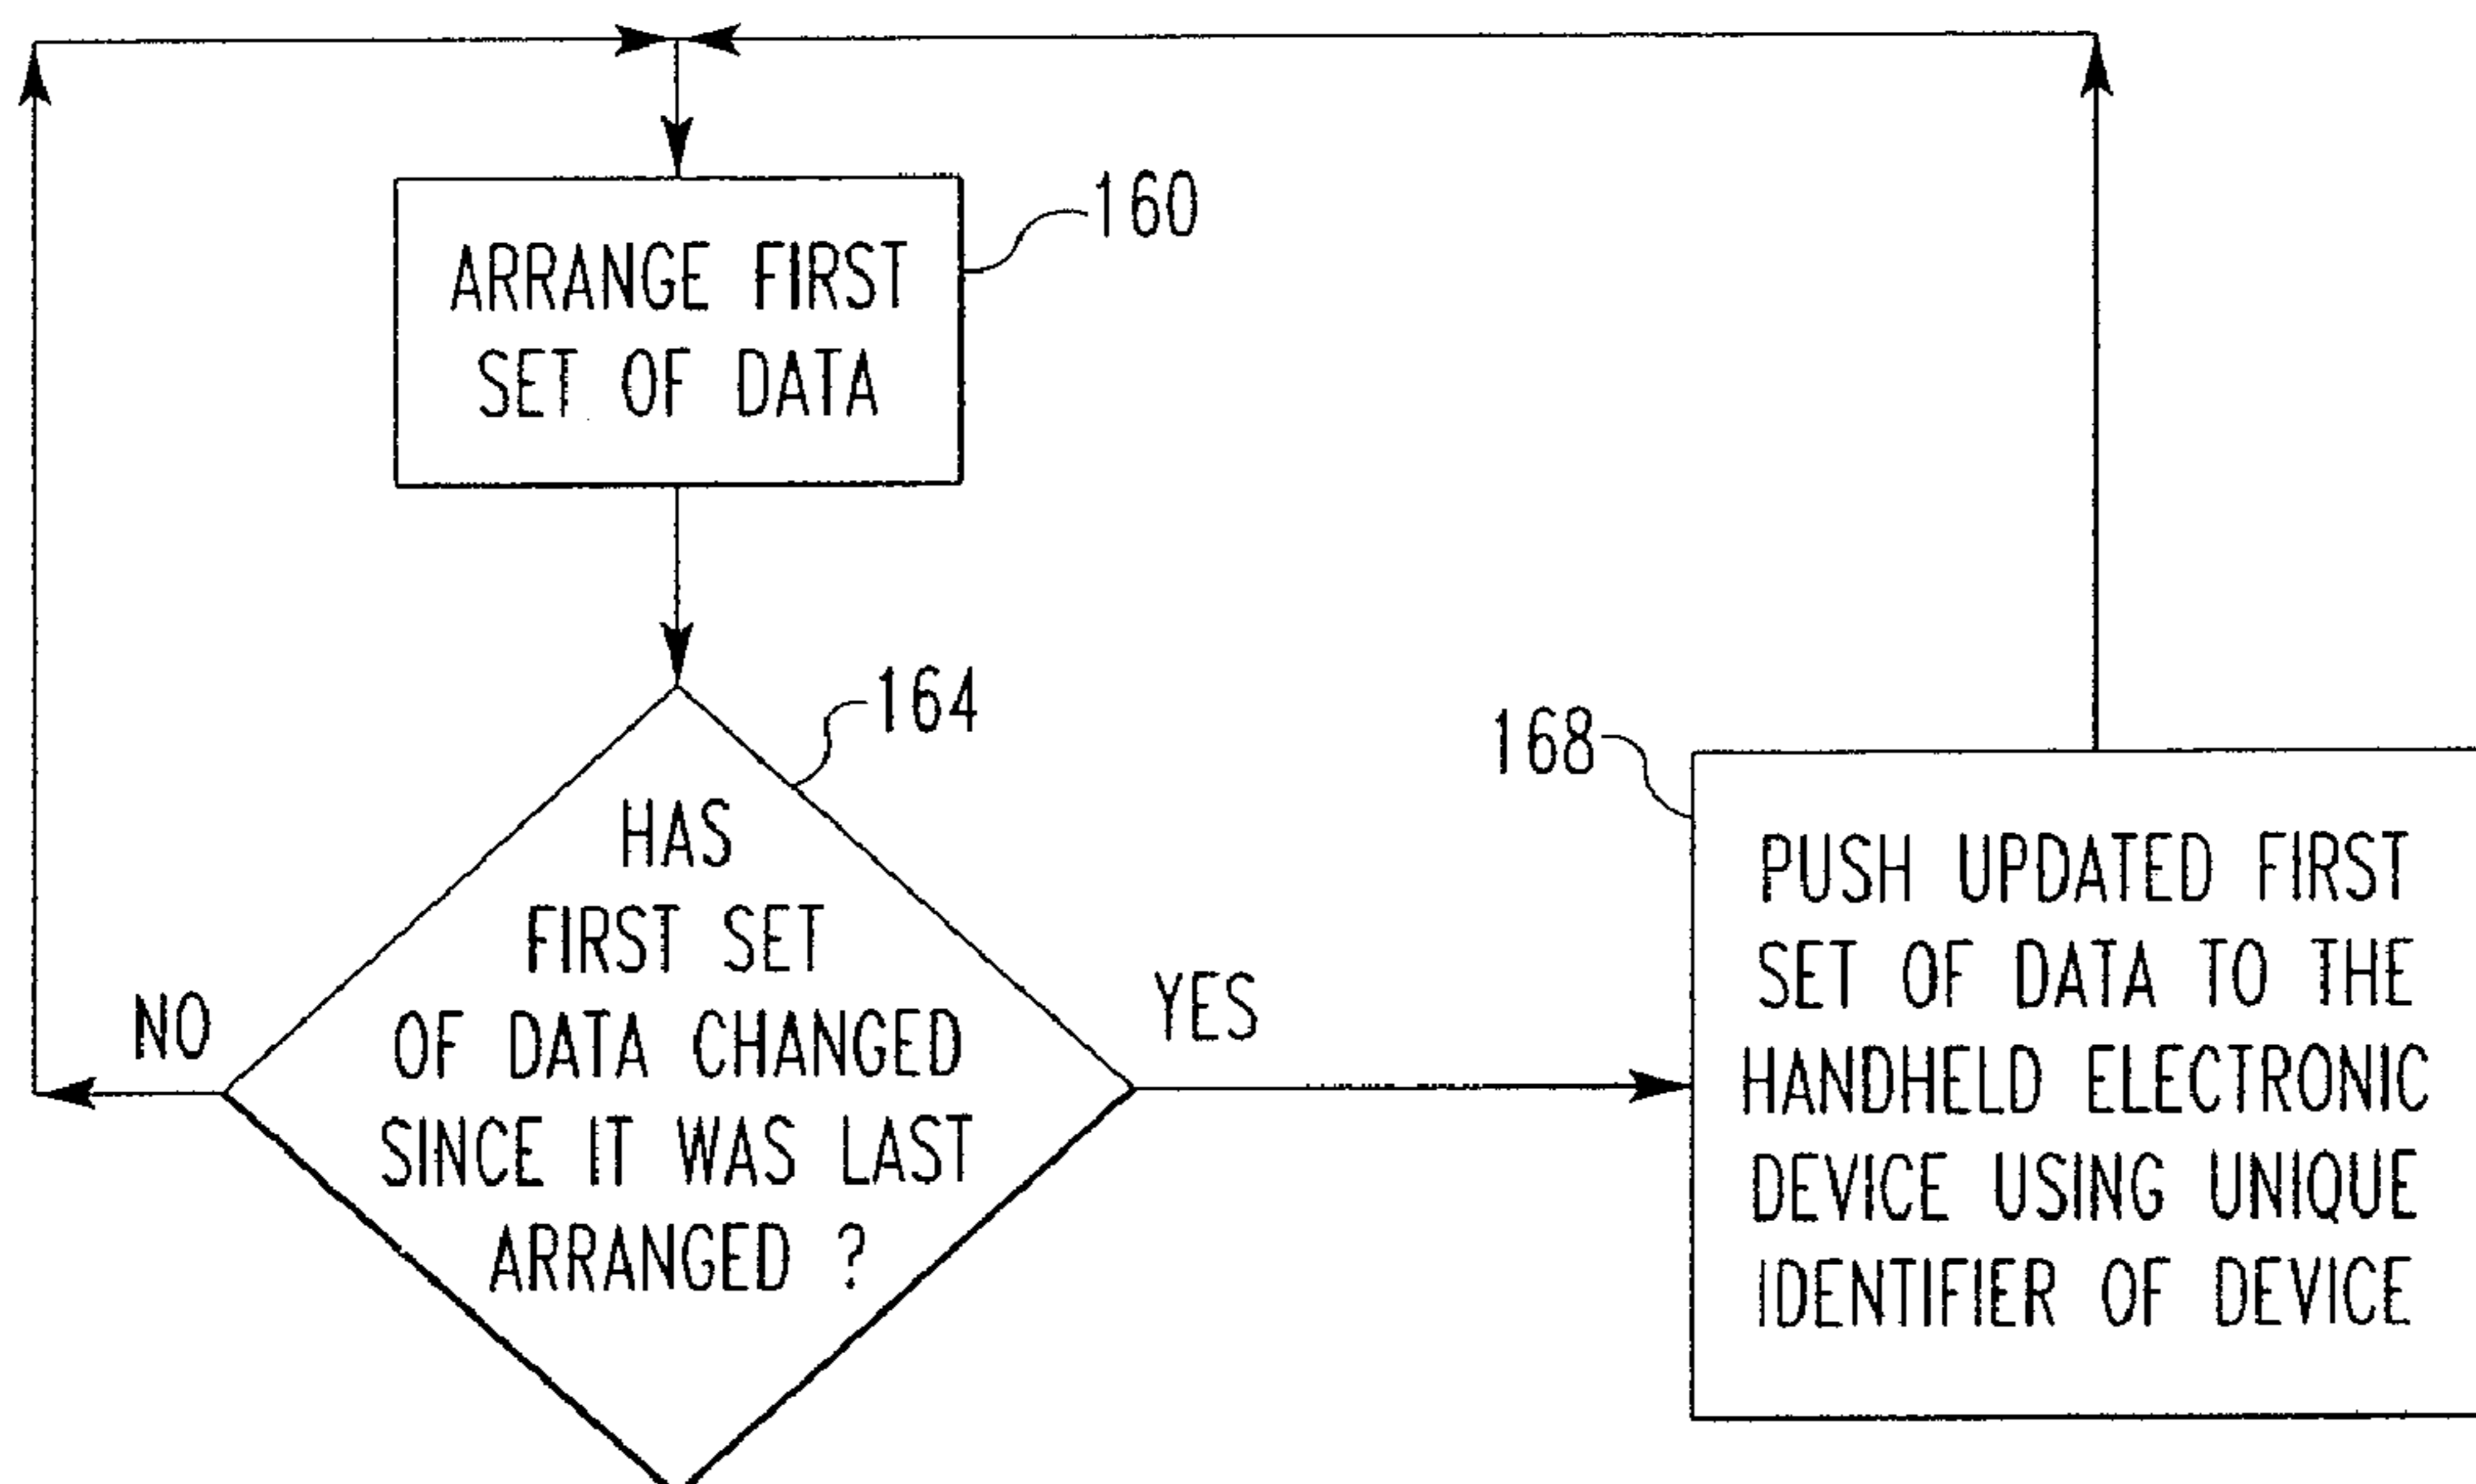 160
ARRANGE FIRST
SET OF DATA
164
HAS
FIRST SET
OF DATA CHANGED
SINCE IT WAS LAST
ARRANGED ?
NO
YES
168
PUSH UPDATED FIRST
SET OF DATA TO THE
HANDHELD ELECTRONIC
DEVICE USING UNIQUE
IDENTIFIER OF DEVICE